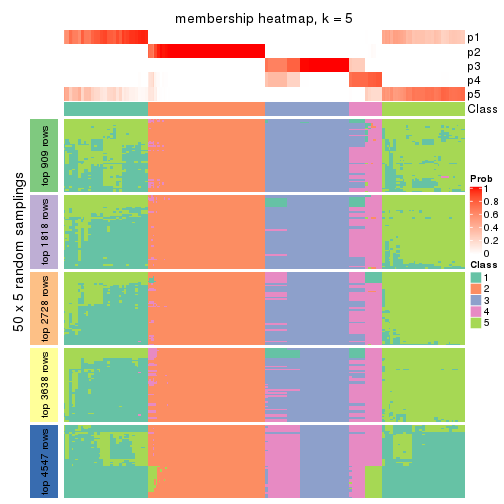 membership heatmap, k = 5
p1
p2
p3
p4
p5
Class
50 x 5 random samplings
top 909 rows
top 1818 rows
top 2728 rows
top 3638 rows
top 4547 rows
Prob
1
0.8
0.6
0.4
0.2
0
Class
1
2
3
4
5